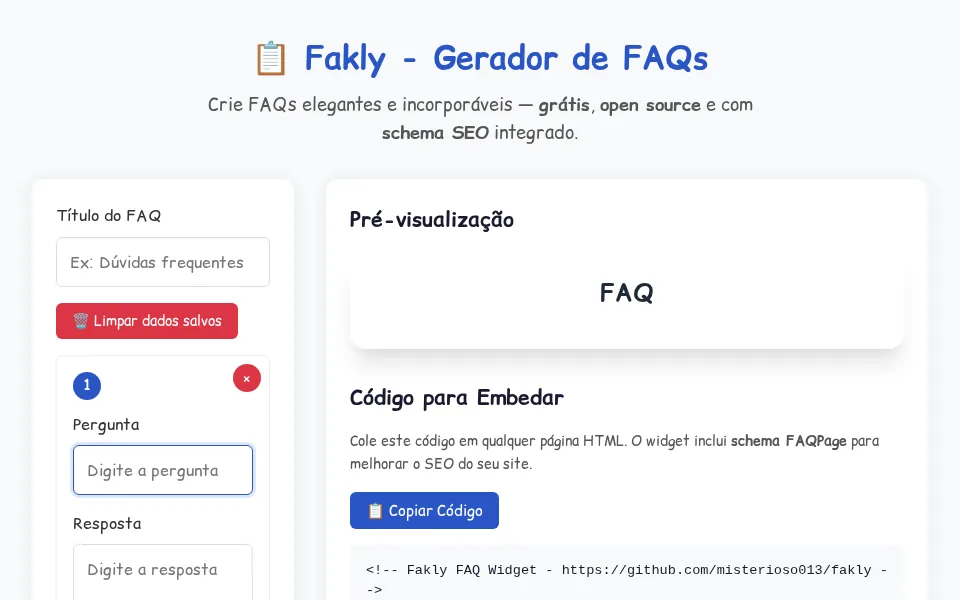 📋 Fakly - Gerador de FAQs
Crie FAQs elegantes e incorporáveis — grátis, open source e com
schema SEO integrado.
Título do FAQ
Ex: Dúvidas frequentes
🗑️ Limpar dados salvos
1
×
Pergunta
Digite a pergunta
Resposta
Digite a resposta
Pré-visualização
FAQ
Código para Embedar
Cole este código em qualquer página HTML. O widget inclui schema FAQPage para
melhorar o SEO do seu site.
📋 Copiar Código
<!-- Fakly FAQ Widget - https://github.com/misterioso013/fakly -
->